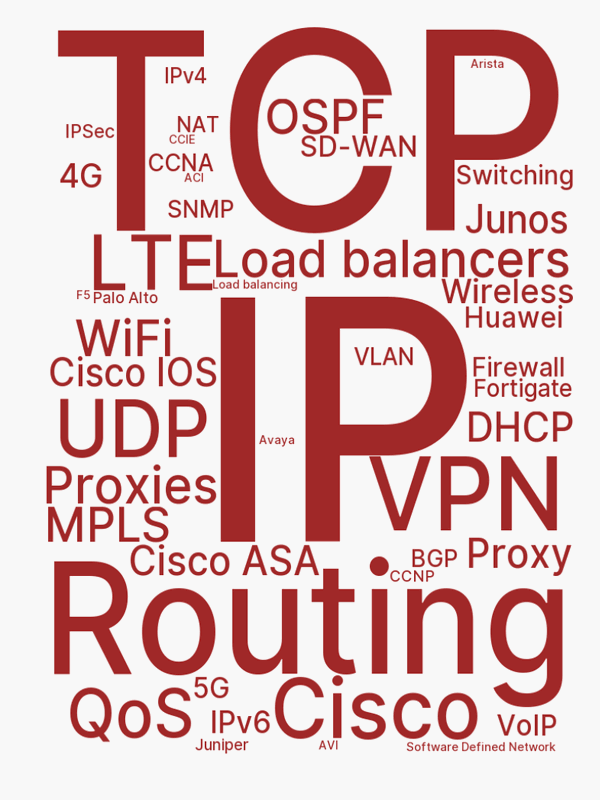 TCP
Arista
IPv4
OSPF
NAT
IPSec
CCIE
SD-WAN
CCNA
4G
ACI
Switching
SNMP
Junos
LTE
Load balancers
Load balancing
F5
Palo Alto
Wireless
Huawei
IP
WiFi
VLAN
Cisco IOS
Firewall
Fortigate
UDP
DHCP
Avaya
Proxies
VPN
MPLS
Cisco ASA
BGP
Proxy
CCNP
Routing
5G
QoS
IPv6
Cisco
VoIP
Juniper
AVI
Software Defined Network